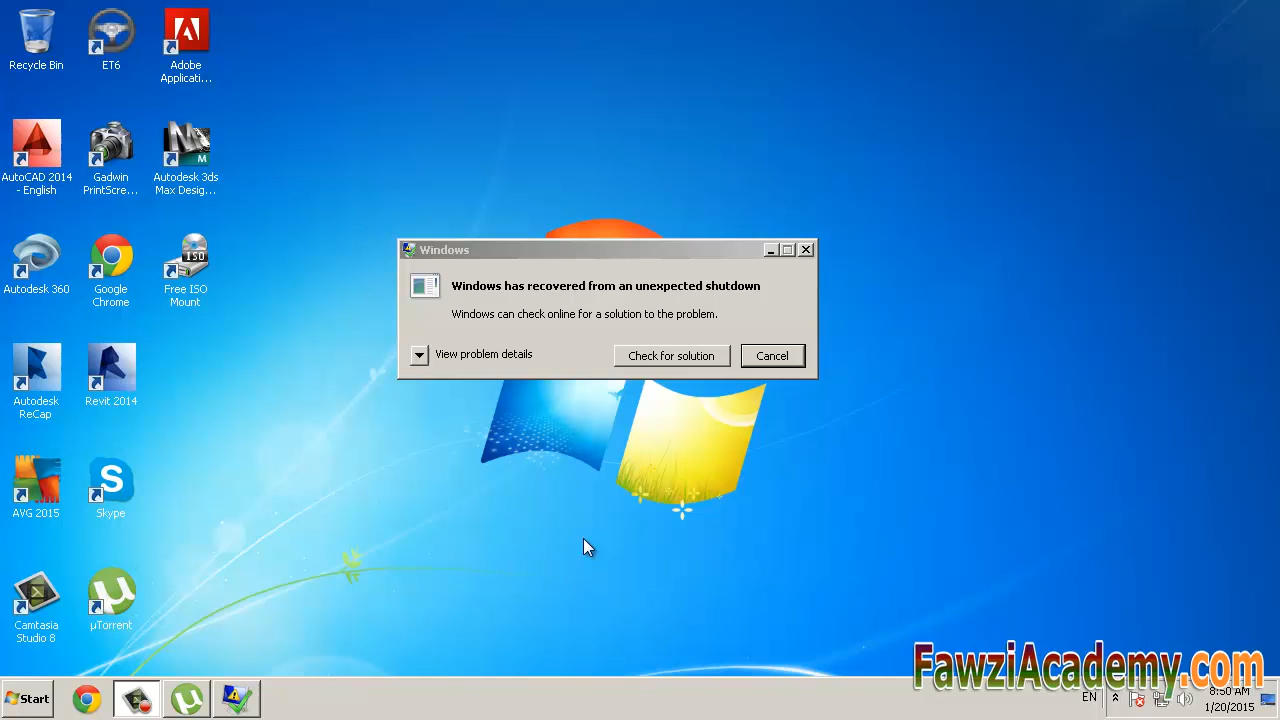 Recycle Bin
ET6
Adobe
Applicati...
AutoCAD 2014
- English
Gadwin
PrintScre...
Autodesk 3ds
Max Desig...
M
Autodesk 360
Google
Chrome
ISO
Free ISO
Mount
Autodesk
ReCap
Revit 2014
AVG 2015
S
Skype
Camtasia
Studio 8
µ
µTorrent
Windows
Windows has recovered from an unexpected shutdown
Windows can check online for a solution to the problem.
View problem details
Check for solution
Cancel
FawziAcademy.com
Start
EN
8:50 AM
1/20/2015